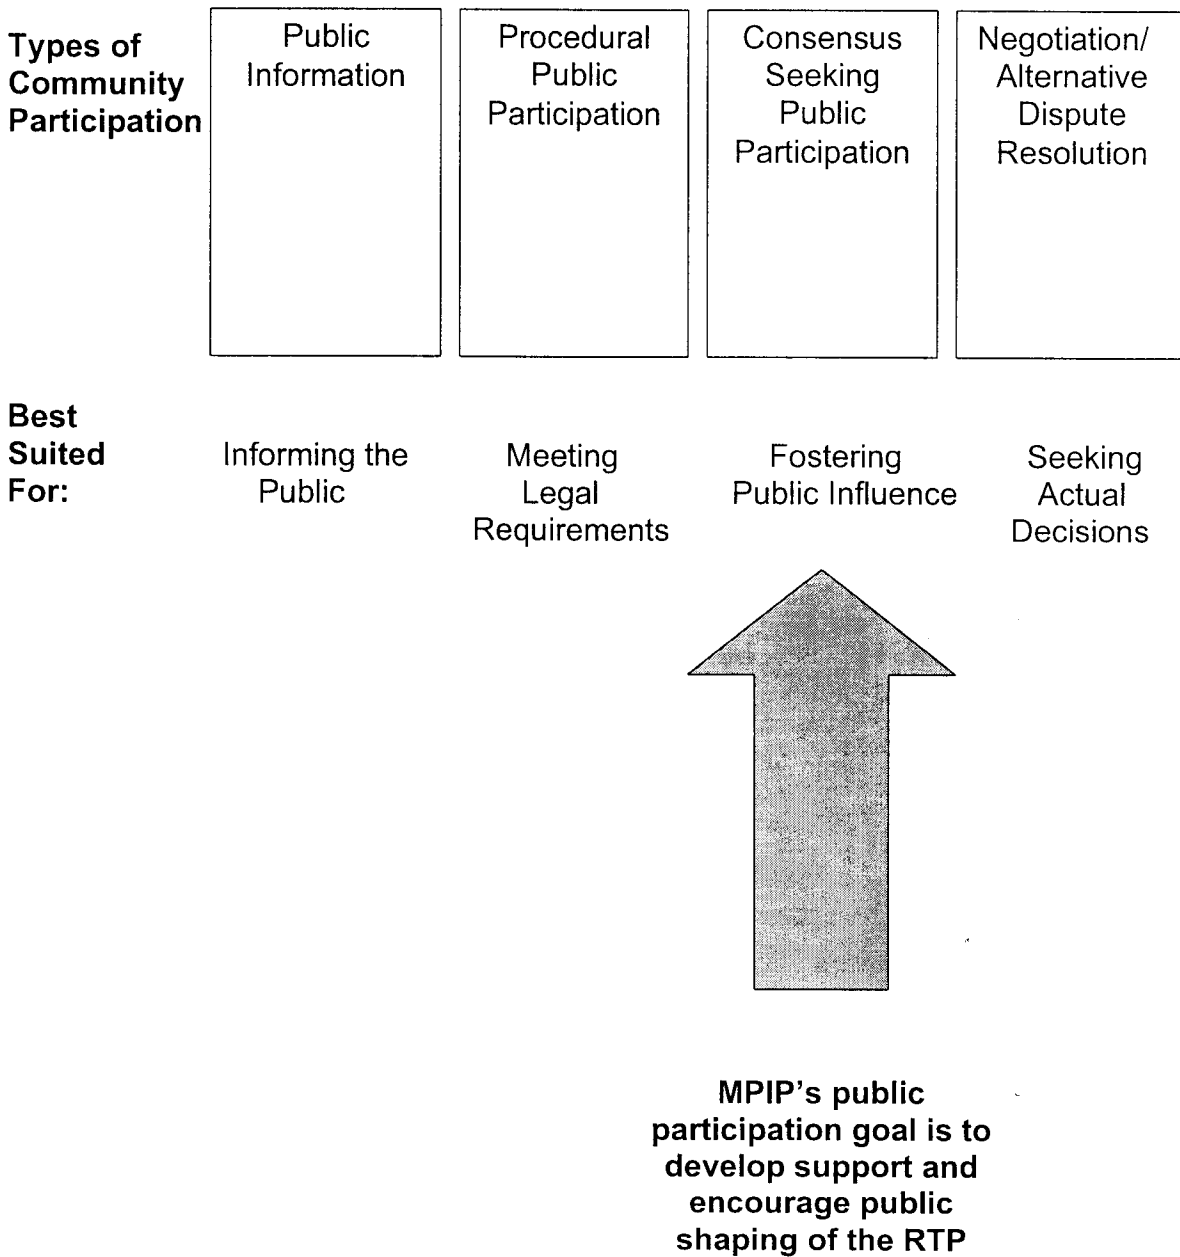 Types of
Community
Participation
Public
Information
Procedural
Public
Participation
Consensus
Seeking
Public
Participation
Negotiation/
Alternative
Dispute
Resolution
Best
Suited
For:
Informing the
Public
Meeting
Legal
Requirements
Fostering
Public Influence
Seeking
Actual
Decisions
MPIP's public
participation goal is to
develop support and
encourage public
shaping of the RTP